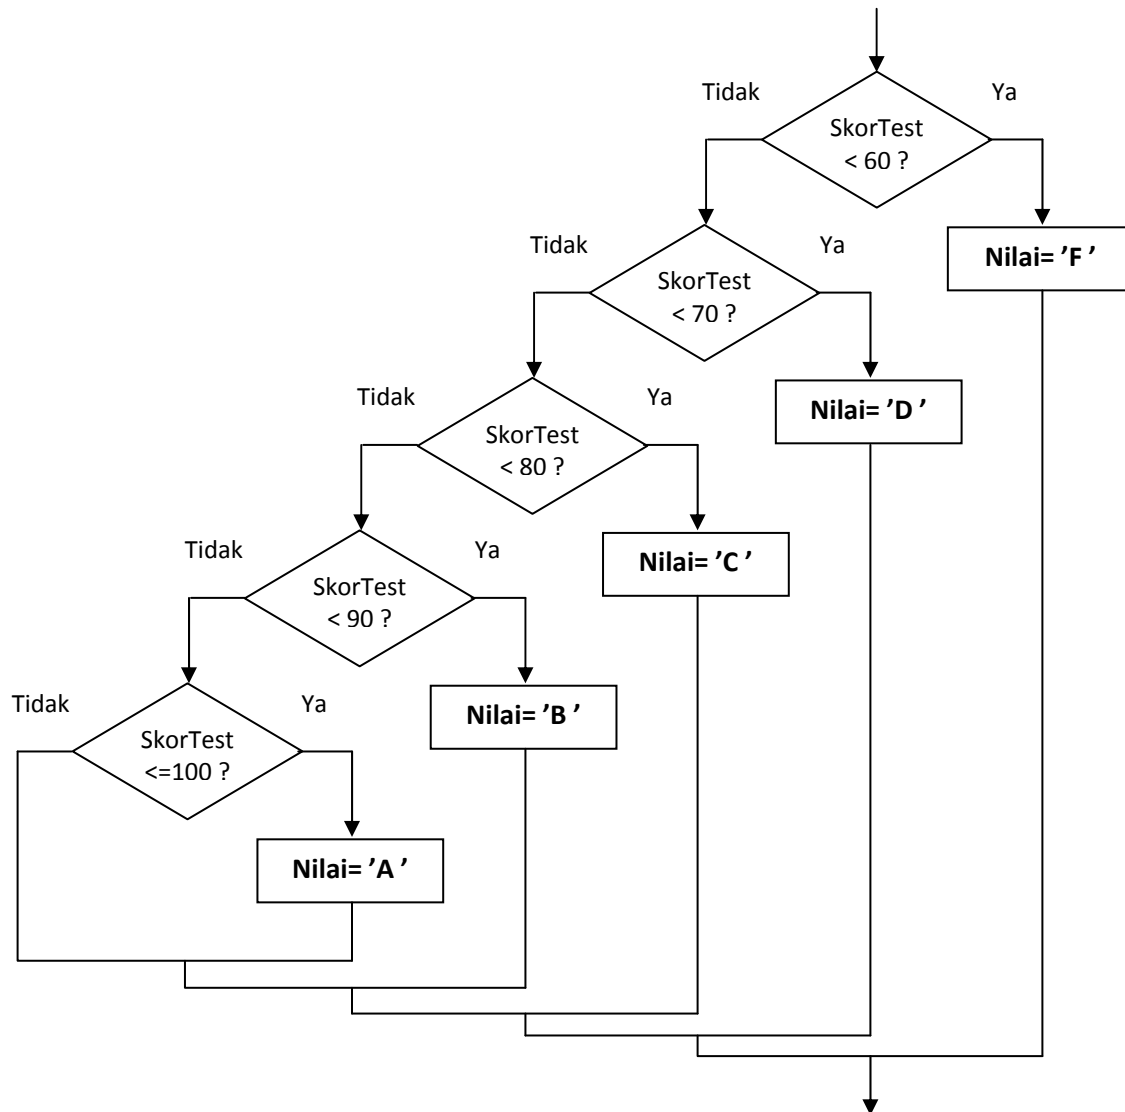 Tidak
Ya
SkorTest
< 60 ?
Tidak
Ya
Nilai= ’F ’
SkorTest
< 70 ?
Tidak
Ya
Nilai= ’D ’
SkorTest
< 80 ?
Tidak
Ya
Nilai= ’C ’
SkorTest
< 90 ?
Tidak
Ya
Nilai= ’B ’
SkorTest
<=100 ?
Nilai= ’A ’